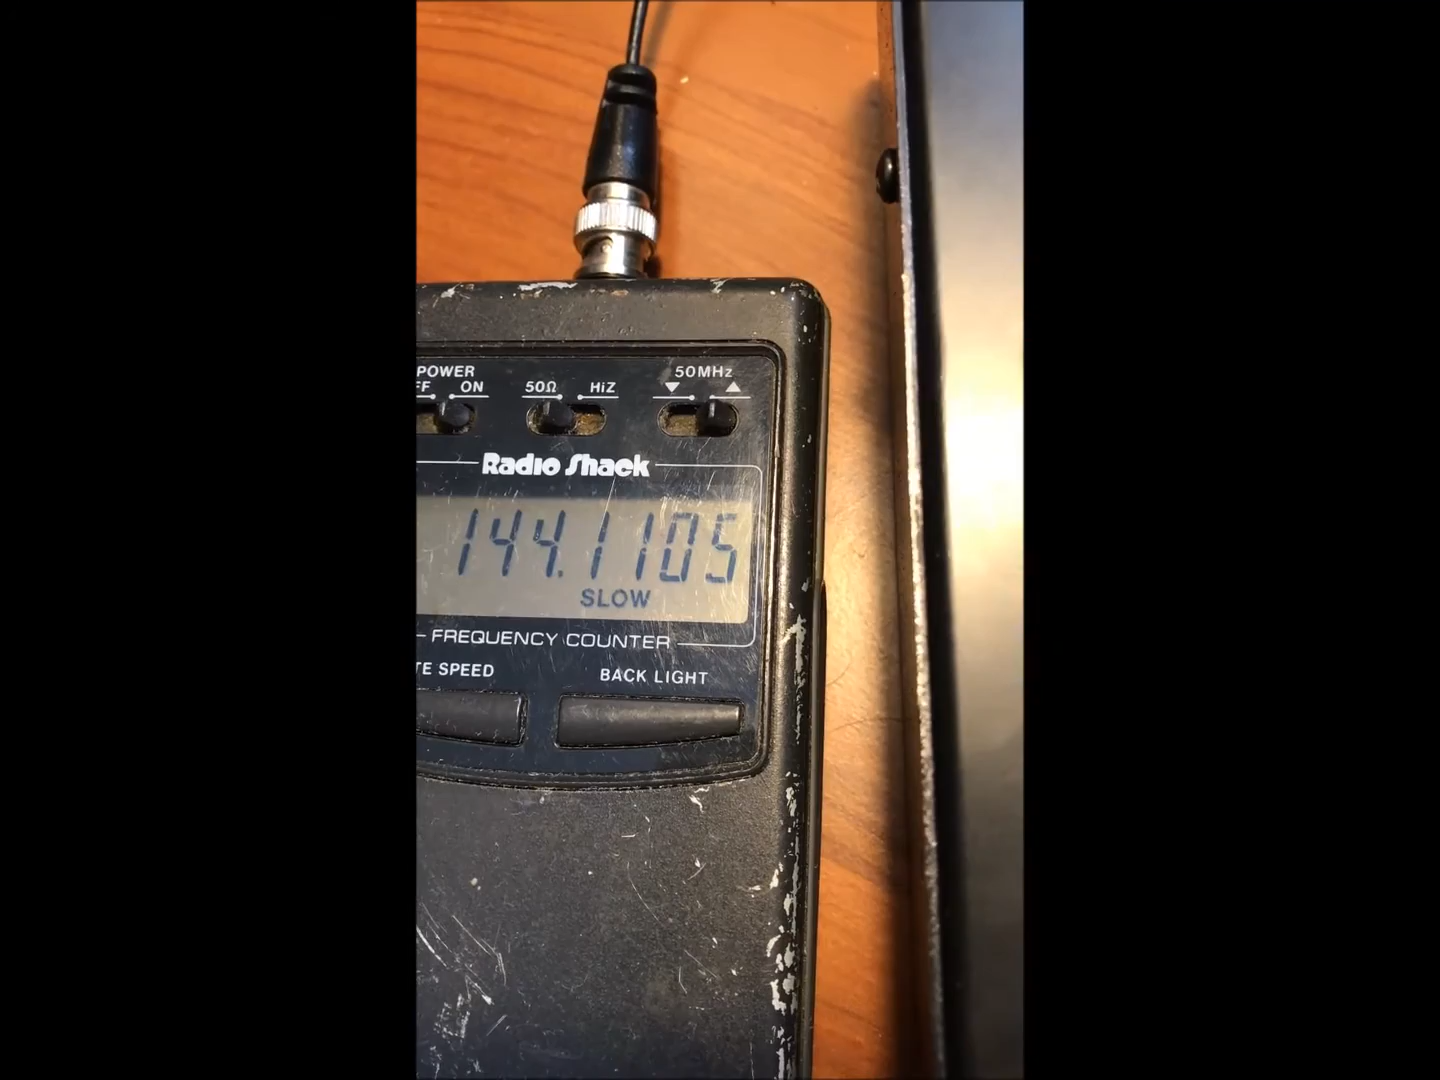 POWER 50MHz
FF ON 50Ω HiZ ▼ ▲
Radio Shack
144.1105
SLOW
FREQUENCY COUNTER
TE SPEED BACK LIGHT